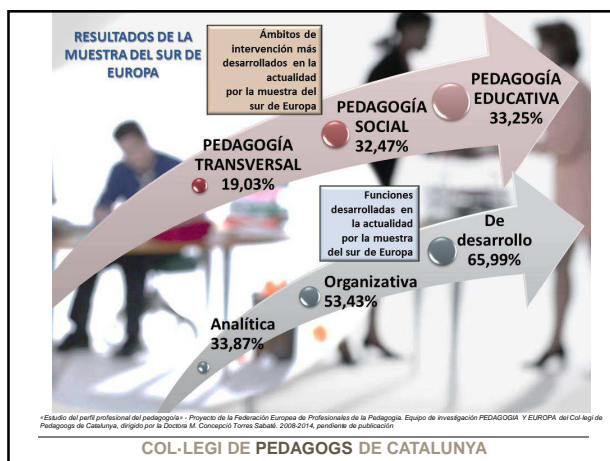 RESULTADOS DE LA
MUESTRA DEL SUR DE
EUROPA
Ámbitos de
intervención más
desarrollados en la
actualidad
por la muestra del
sur de Europa
PEDAGOGÍA
EDUCATIVA
33,25%
PEDAGOGÍA
SOCIAL
32,47%
PEDAGOGÍA
TRANSVERSAL
19,03%
Funciones
desarrolladas en
la actualidad
por la muestra
del sur de Europa
De
desarrollo
65,99%
Organizativa
53,43%
Analítica
33,87%
«Estudio del perfil profesional del pedagogo/a» - Proyecto de la Federación Europea de Profesionales de la Pedagogía. Equipo de investigación PEDAGOGIA Y EUROPA del Col·legi de
Pedagogs de Catalunya, dirigido por la Doctora M. Concepció Torres Sabaté. 2008-2014, pendiente de publicación
COL·LEGI DE PEDAGOGS DE CATALUNYA